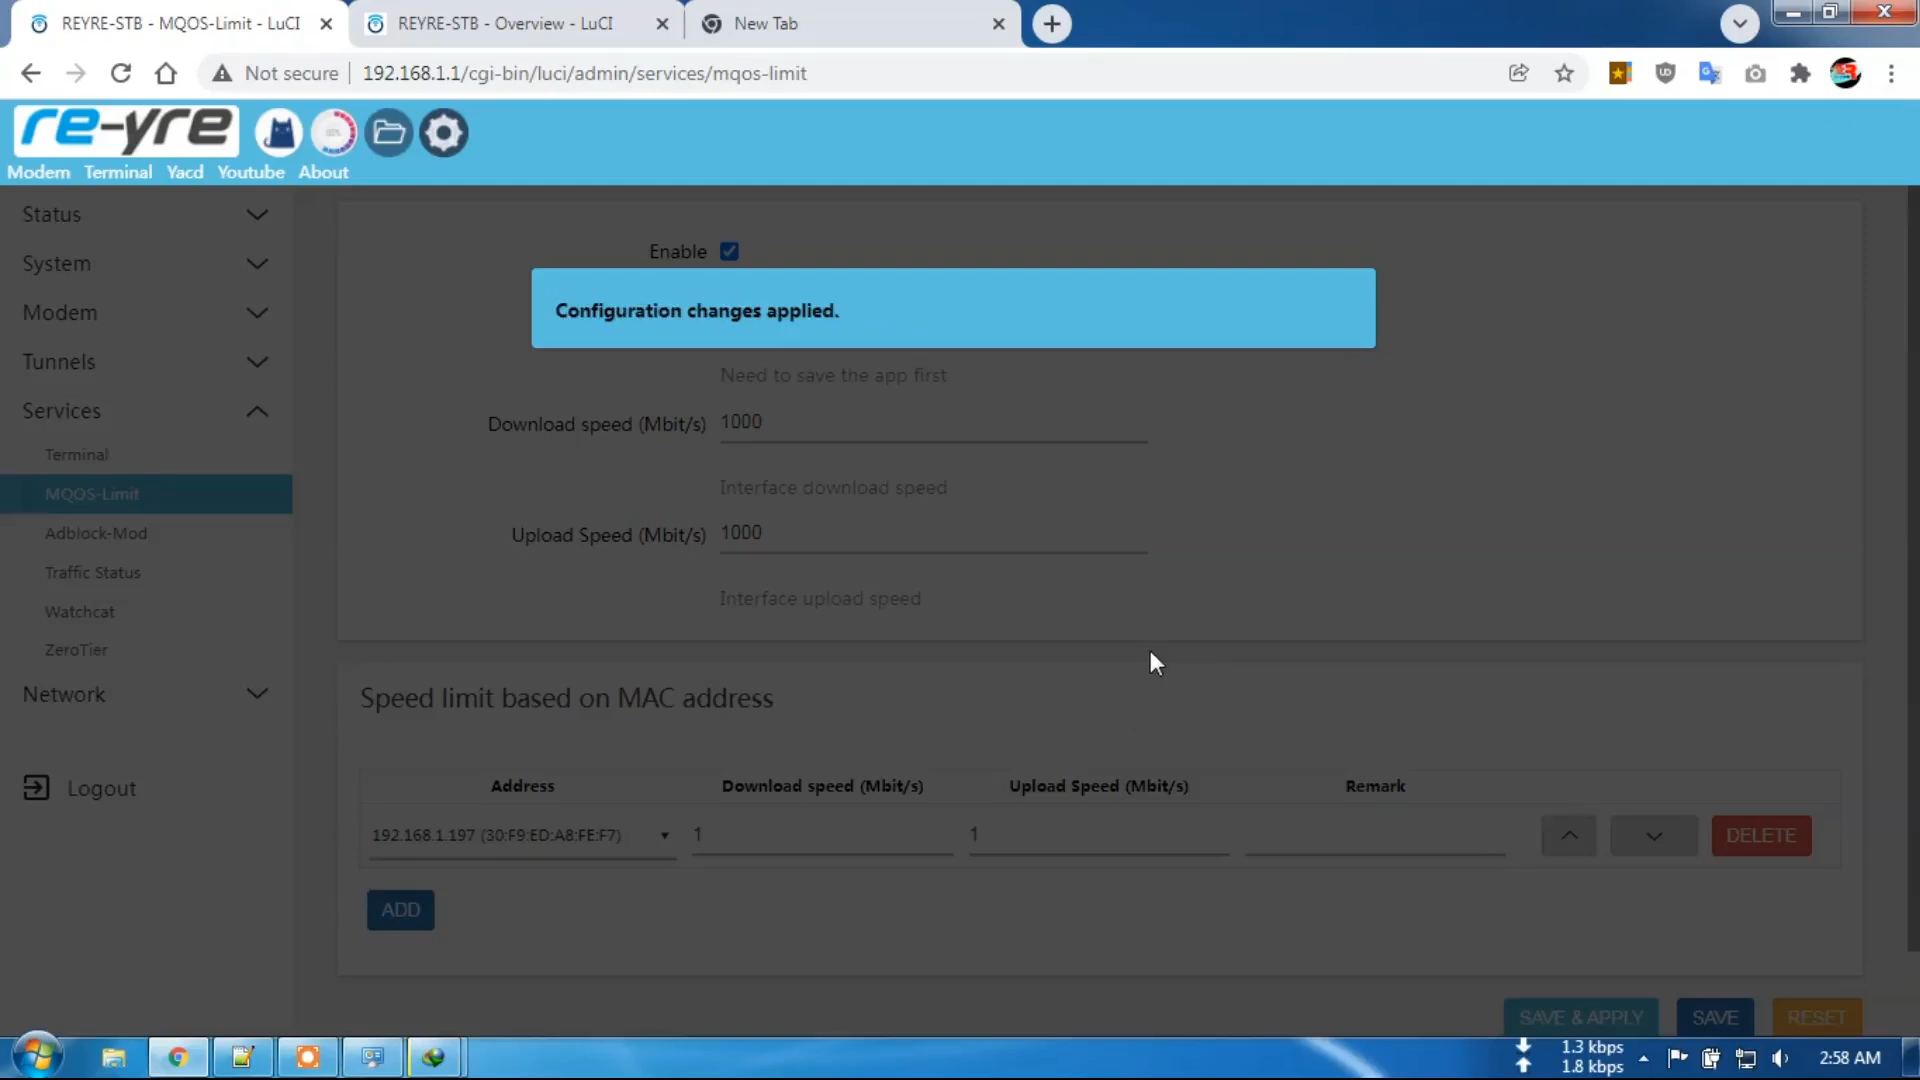 REYRE-STB - MQOS-Limit - LuCI
REYRE-STB - Overview - LuCI
New Tab
Not secure
192.168.1.1/cgi-bin/luci/admin/services/mqos-limit
re-yre
Modem Terminal Yacd Youtube About
Status
System
Modem
Tunnels
Services
Terminal
MQOS-Limit
Adblock-Mod
Traffic Status
Watchcat
ZeroTier
Network
Logout
Enable
Configuration changes applied.
Need to save the app first
Download speed (Mbit/s) 1000
Interface download speed
Upload Speed (Mbit/s) 1000
Interface upload speed
Speed limit based on MAC address
Address Download speed (Mbit/s) Upload Speed (Mbit/s) Remark
192.168.1.197 (30:F9:ED:A8:FE:F7) 1 1 DELETE
ADD
SAVE & APPLY SAVE RESET
1.3 kbps
1.8 kbps
2:58 AM